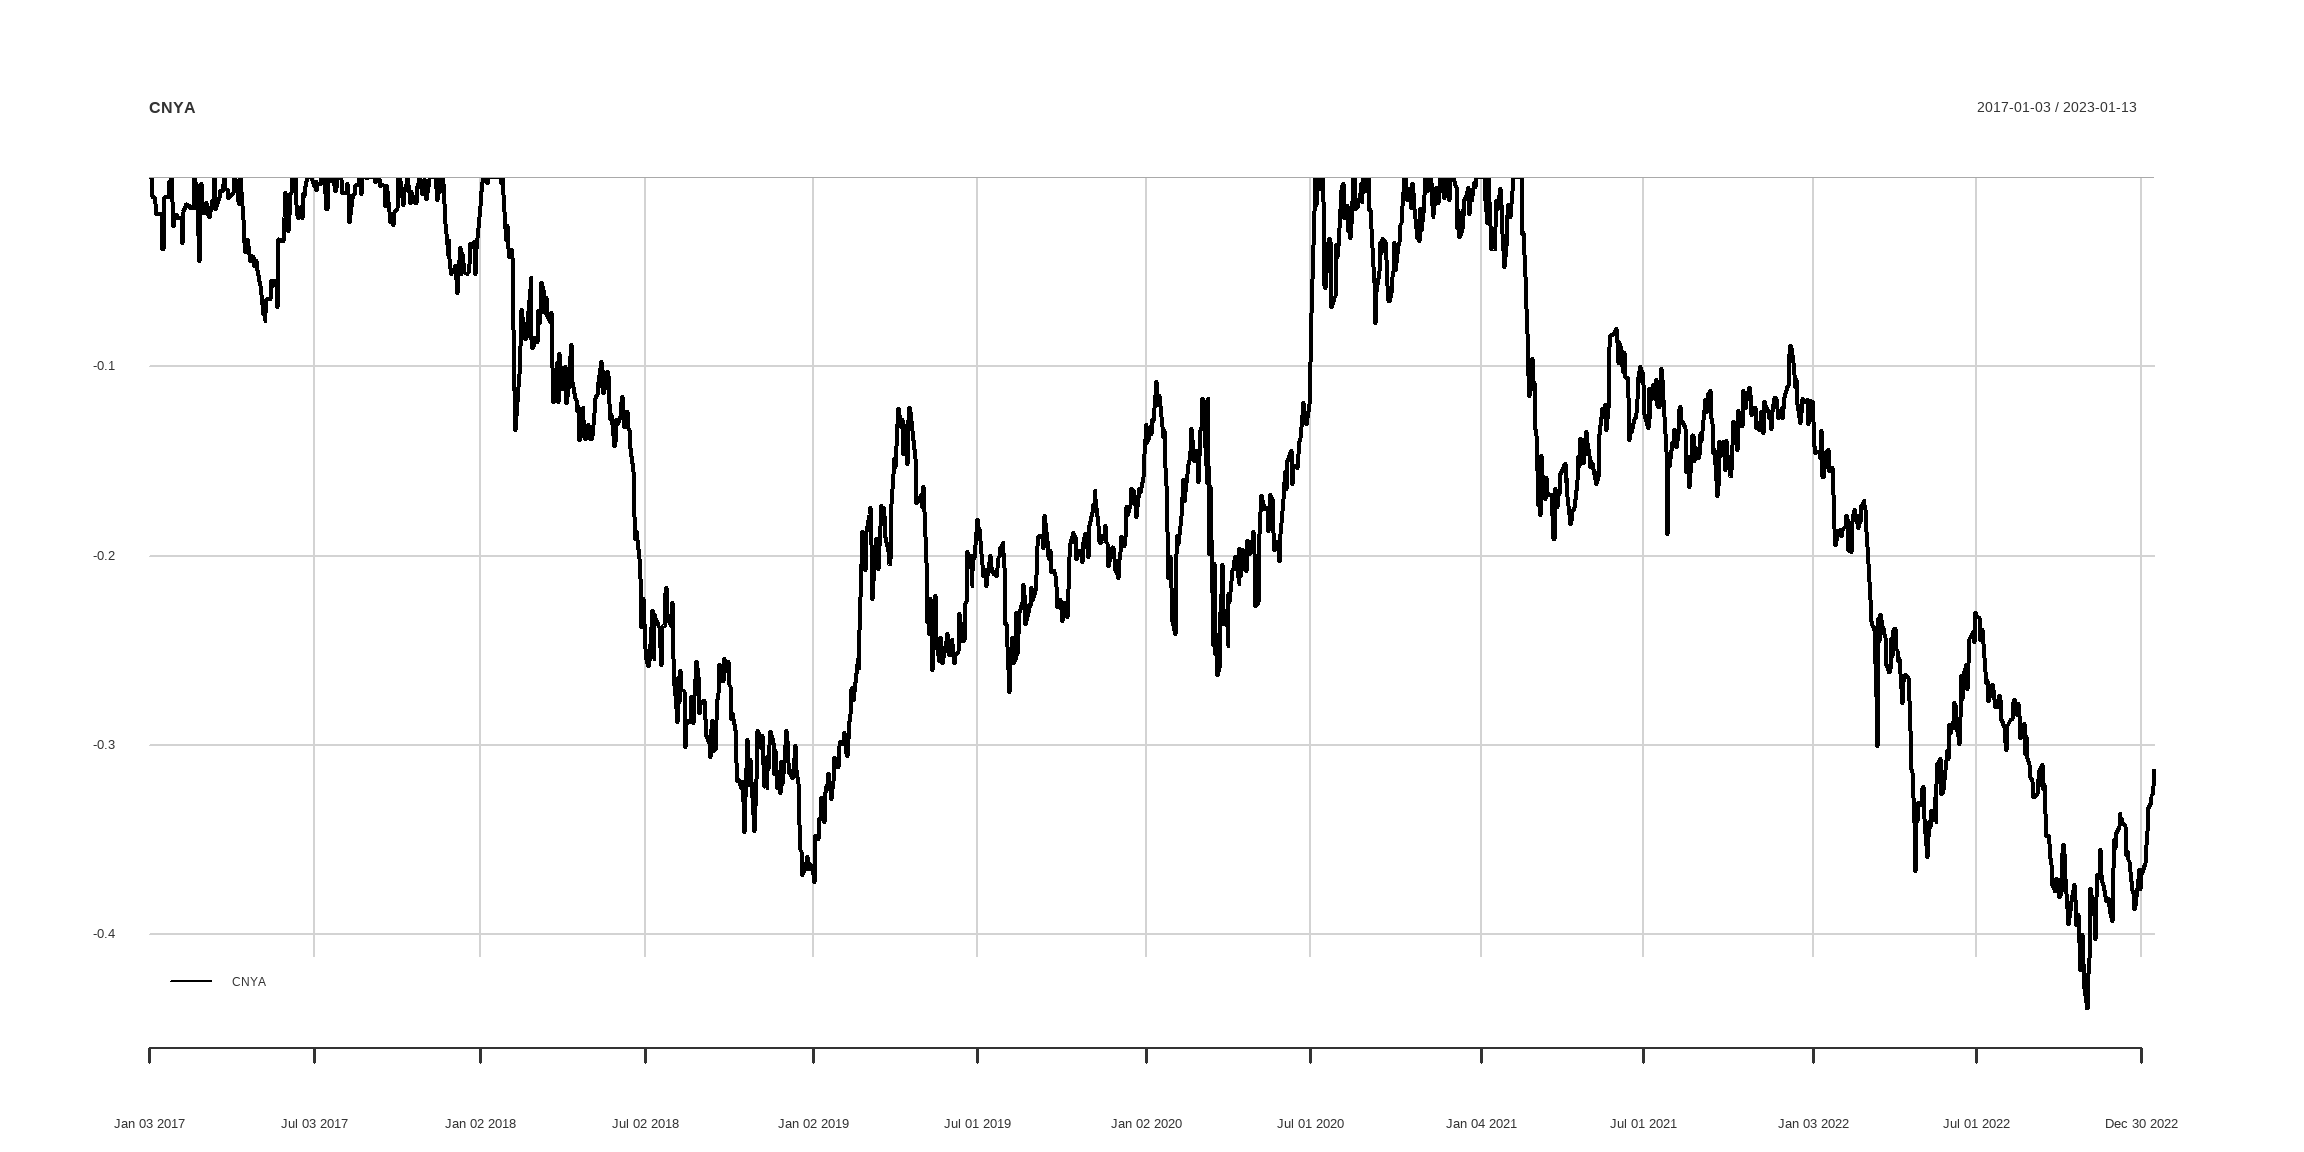 CNYA
2017-01-03 / 2023-01-13
-0.1
-0.2
-0.3
-0.4
CNYA
Jan 03 2017
Jul 03 2017
Jan 02 2018
Jul 02 2018
Jan 02 2019
Jul 01 2019
Jan 02 2020
Jul 01 2020
Jan 04 2021
Jul 01 2021
Jan 03 2022
Jul 01 2022
Dec 30 2022